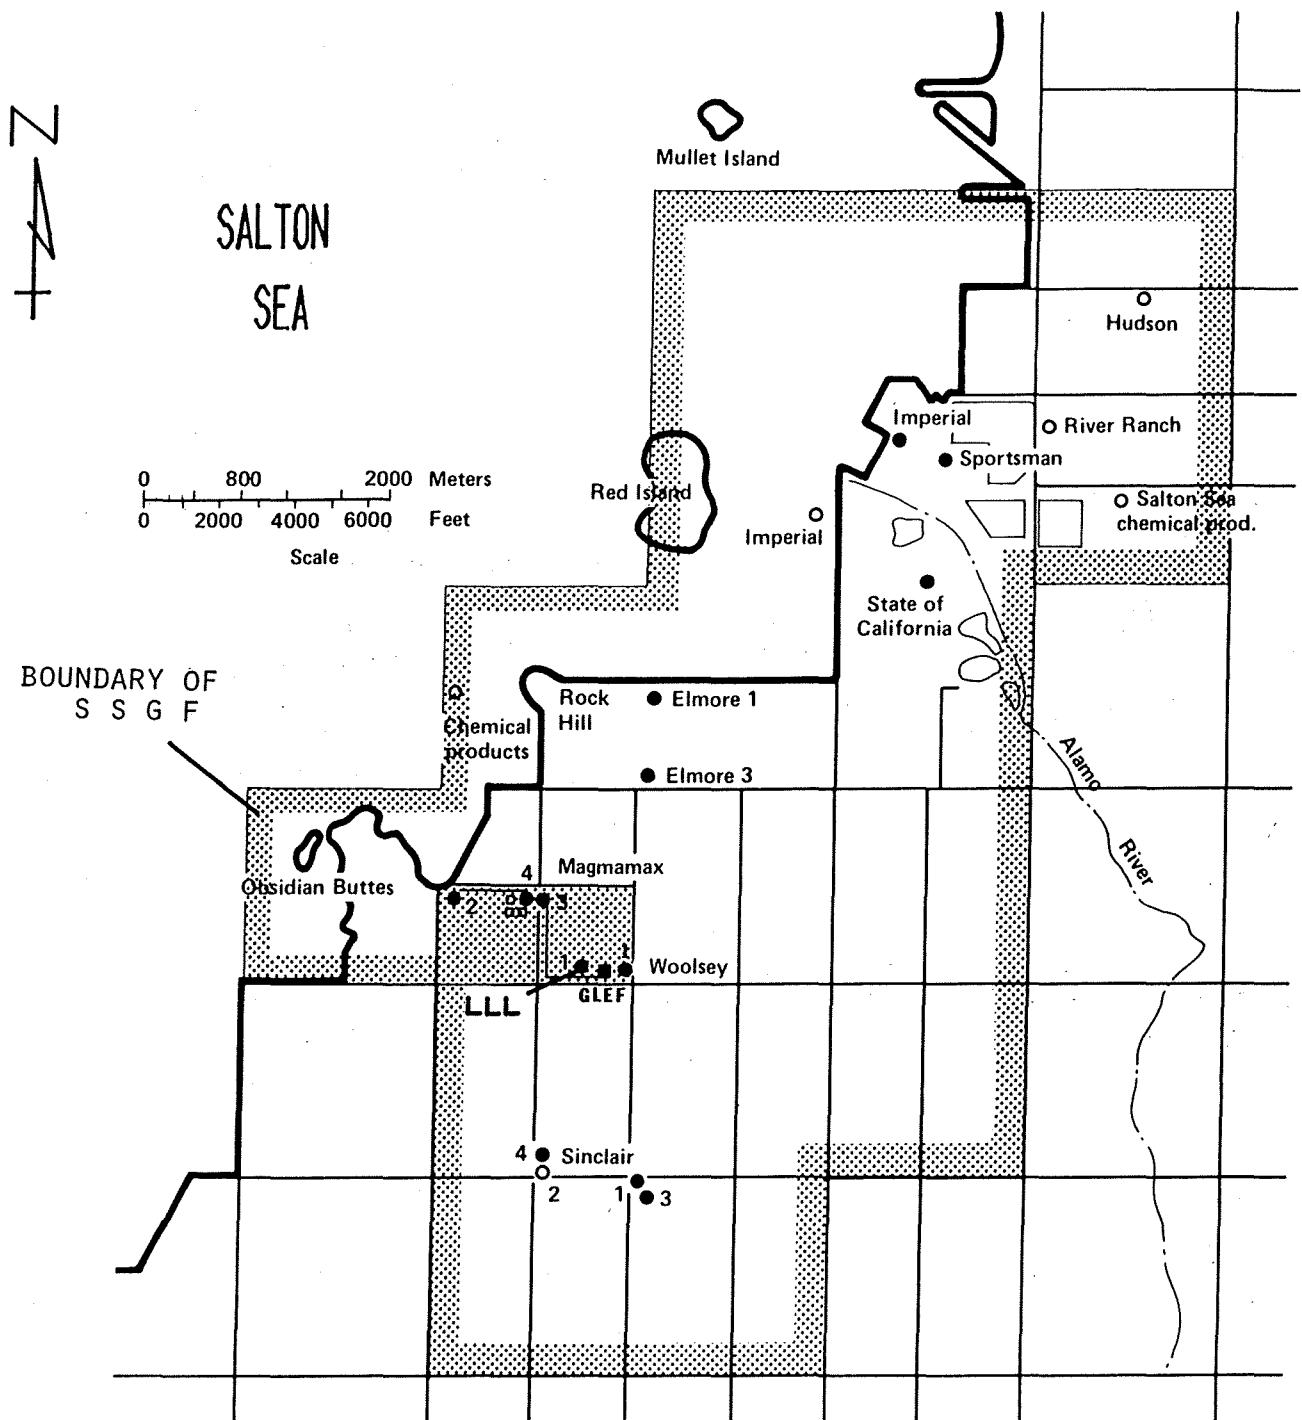 N
Mullet Island
SALTON
SEA
Hudson
Imperial
River Ranch
Sportsman
0 800 2000 Meters
0 2000 4000 6000 Feet
Scale
Red Island
Salton Sea
chemical prod.
Imperial
State of
California
BOUNDARY OF
S S G F
Rock
Hill
Elmore 1
Chemical
products
Elmore 3
Alamo
River
Magmamax
4
Obsidian Buttes
2
3
1
1
Woolsey
GLEF
LLL
4
Sinclair
2
1
3